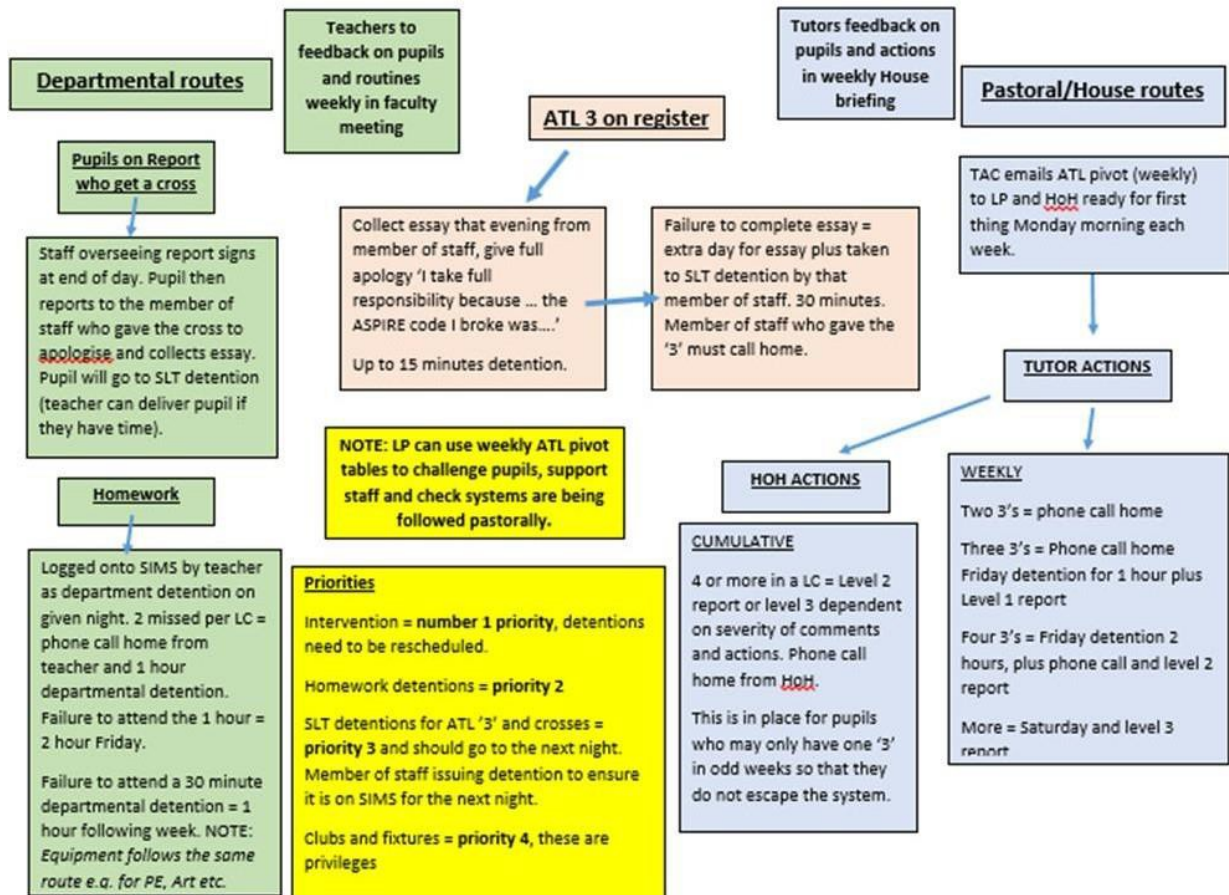 Departmental routes
Teachers to
feedback on pupils
and routines
weekly in faculty
meeting
Tutors feedback on
pupils and actions
in weekly House
briefing
Pastoral/House routes
ATL 3 on register
Pupils on Report
who get a cross
Staff overseeing report signs
at end of day. Pupil then
reports to the member of
staff who gave the cross to
apologise and collects essay.
Pupil will go to SLT detention
(teacher can deliver pupil if
they have time).
Collect essay that evening from
member of staff, give full
apology ‘I take full
responsibility because … the
ASPIRE code I broke was….’
Up to 15 minutes detention.
Failure to complete essay =
extra day for essay plus taken
to SLT detention by that
member of staff. 30 minutes.
Member of staff who gave the
‘3’ must call home.
TAC emails ATL pivot (weekly)
to LP and HoH ready for first
thing Monday morning each
week.
TUTOR ACTIONS
NOTE: LP can use weekly ATL pivot
tables to challenge pupils, support
staff and check systems are being
followed pastorally.
HOH ACTIONS
WEEKLY
Two 3’s = phone call home
Three 3’s = Phone call home
Friday detention for 1 hour plus
Level 1 report
Four 3’s = Friday detention 2
hours, plus phone call and level 2
report
More = Saturday and level 3
report
Homework
Logged onto SIMS by teacher
as department detention on
given night. 2 missed per LC =
phone call home from
teacher and 1 hour
departmental detention.
Failure to attend the 1 hour =
2 hour Friday.
Failure to attend a 30 minute
departmental detention = 1
hour following week. NOTE:
Equipment follows the same
route e.g. for PE, Art etc.
Priorities
Intervention = number 1 priority, detentions
need to be rescheduled.
Homework detentions = priority 2
SLT detentions for ATL ‘3’ and crosses =
priority 3 and should go to the next night.
Member of staff issuing detention to ensure
it is on SIMS for the next night.
Clubs and fixtures = priority 4, these are
privileges
CUMULATIVE
4 or more in a LC = Level 2
report or level 3 dependent
on severity of comments
and actions. Phone call
home from HoH.
This is in place for pupils
who may only have one ‘3’
in odd weeks so that they
do not escape the system.